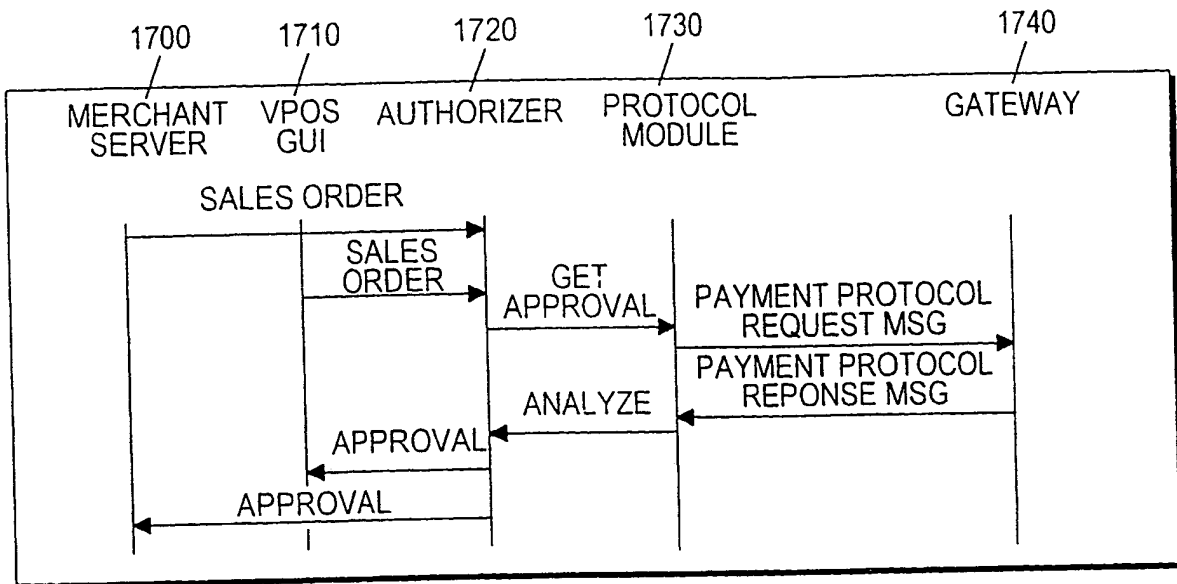 1700 1710 1720 1730 1740
MERCHANT SERVER
VPOS GUI
AUTHORIZER
PROTOCOL MODULE
GATEWAY
SALES ORDER
SALES
ORDER
GET
APPROVAL
PAYMENT PROTOCOL
REQUEST MSG
PAYMENT PROTOCOL
REPONSE MSG
ANALYZE
APPROVAL
APPROVAL